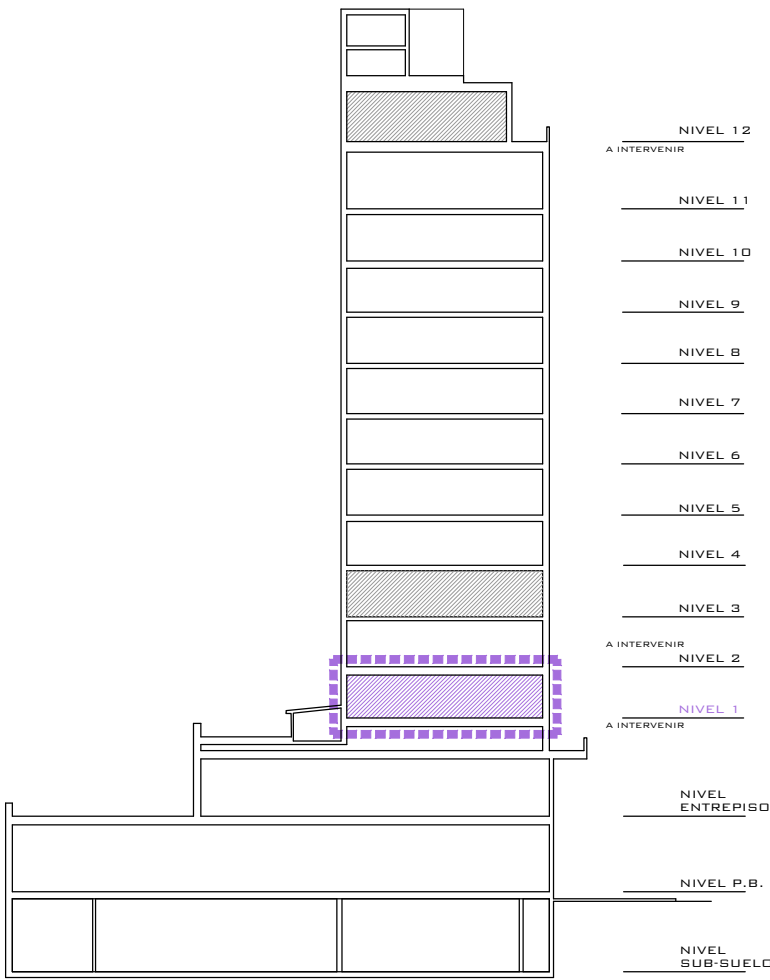 NIVEL 12
A INTERVENIR
NIVEL 11
NIVEL 10
NIVEL 9
NIVEL 8
NIVEL 7
NIVEL 6
NIVEL 5
NIVEL 4
NIVEL 3
A INTERVENIR
NIVEL 2
NIVEL 1
A INTERVENIR
NIVEL
ENTREPISO
NIVEL P.B.
NIVEL
SUB-SUELO